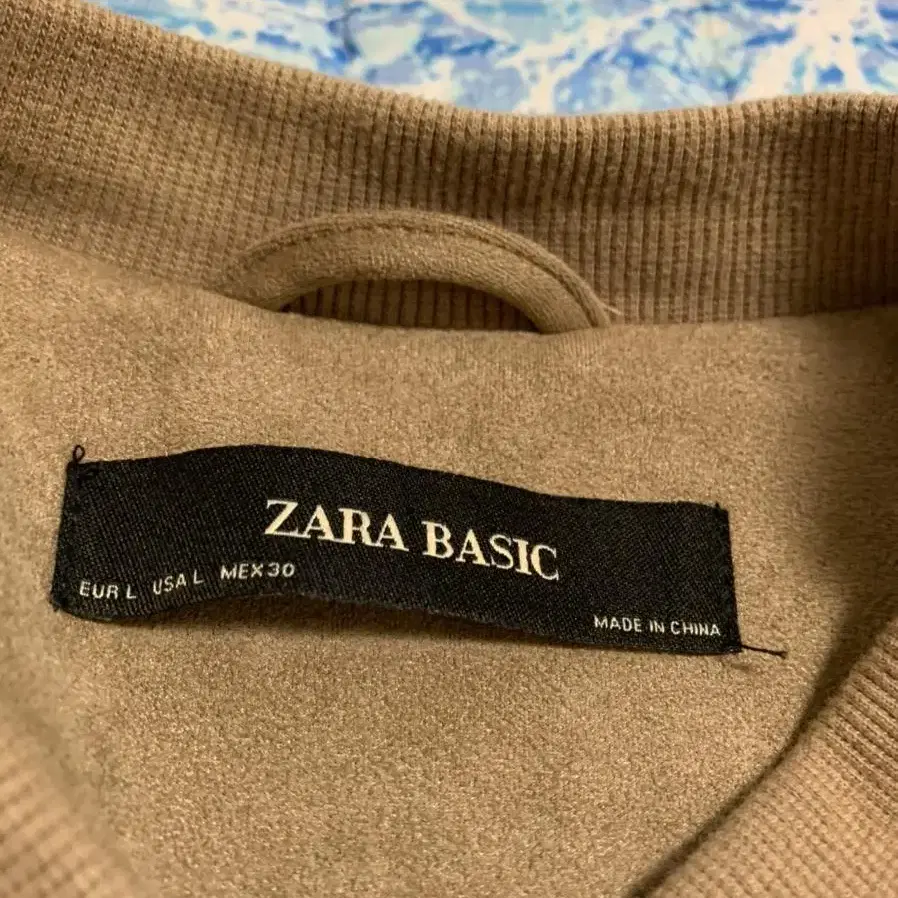 ZARA BASIC
EUR L USA L MEX 30
MADE IN CHINA